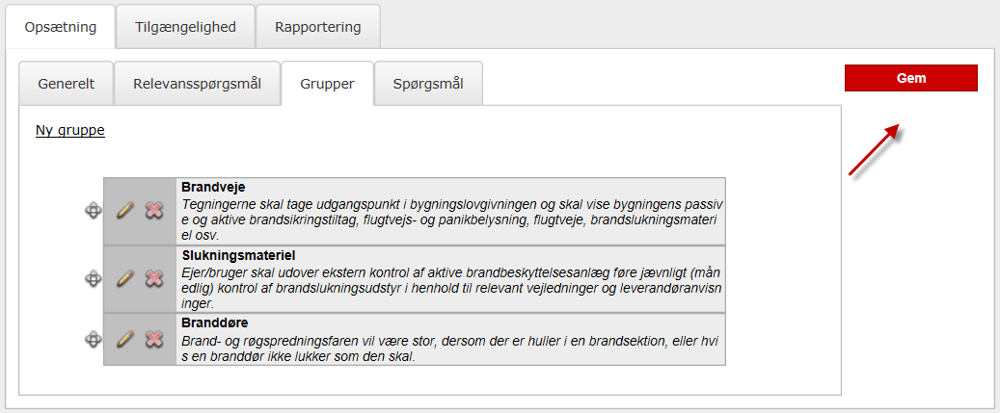 Opsætning Tilgængelighed Rapportering
Generelt Relevansspørgsmål Grupper Spørgsmål
Gem
Ny gruppe
Brandveje
Tegningerne skal tage udgangspunkt i bygningslovgivningen og skal vise bygningens passiv
e og aktive brandsikringstiltag, flugtvejs- og panikbelysning, flugtveje, brandslukningsmateri
el osv.
Slukningsmateriel
Ejer/bruger skal udover ekstern kontrol af aktive brandbeskyttelsesanlæg føre jævnligt (mån
edlig) kontrol af brandslukningsudstyr i henhold til relevant vejledninger og leverandøranvisn
inger.
Branddøre
Brand- og røgspredningsfaren vil være stor, dersom der er huller i en brandsektion, eller hvi
s en branddør ikke lukker som den skal.